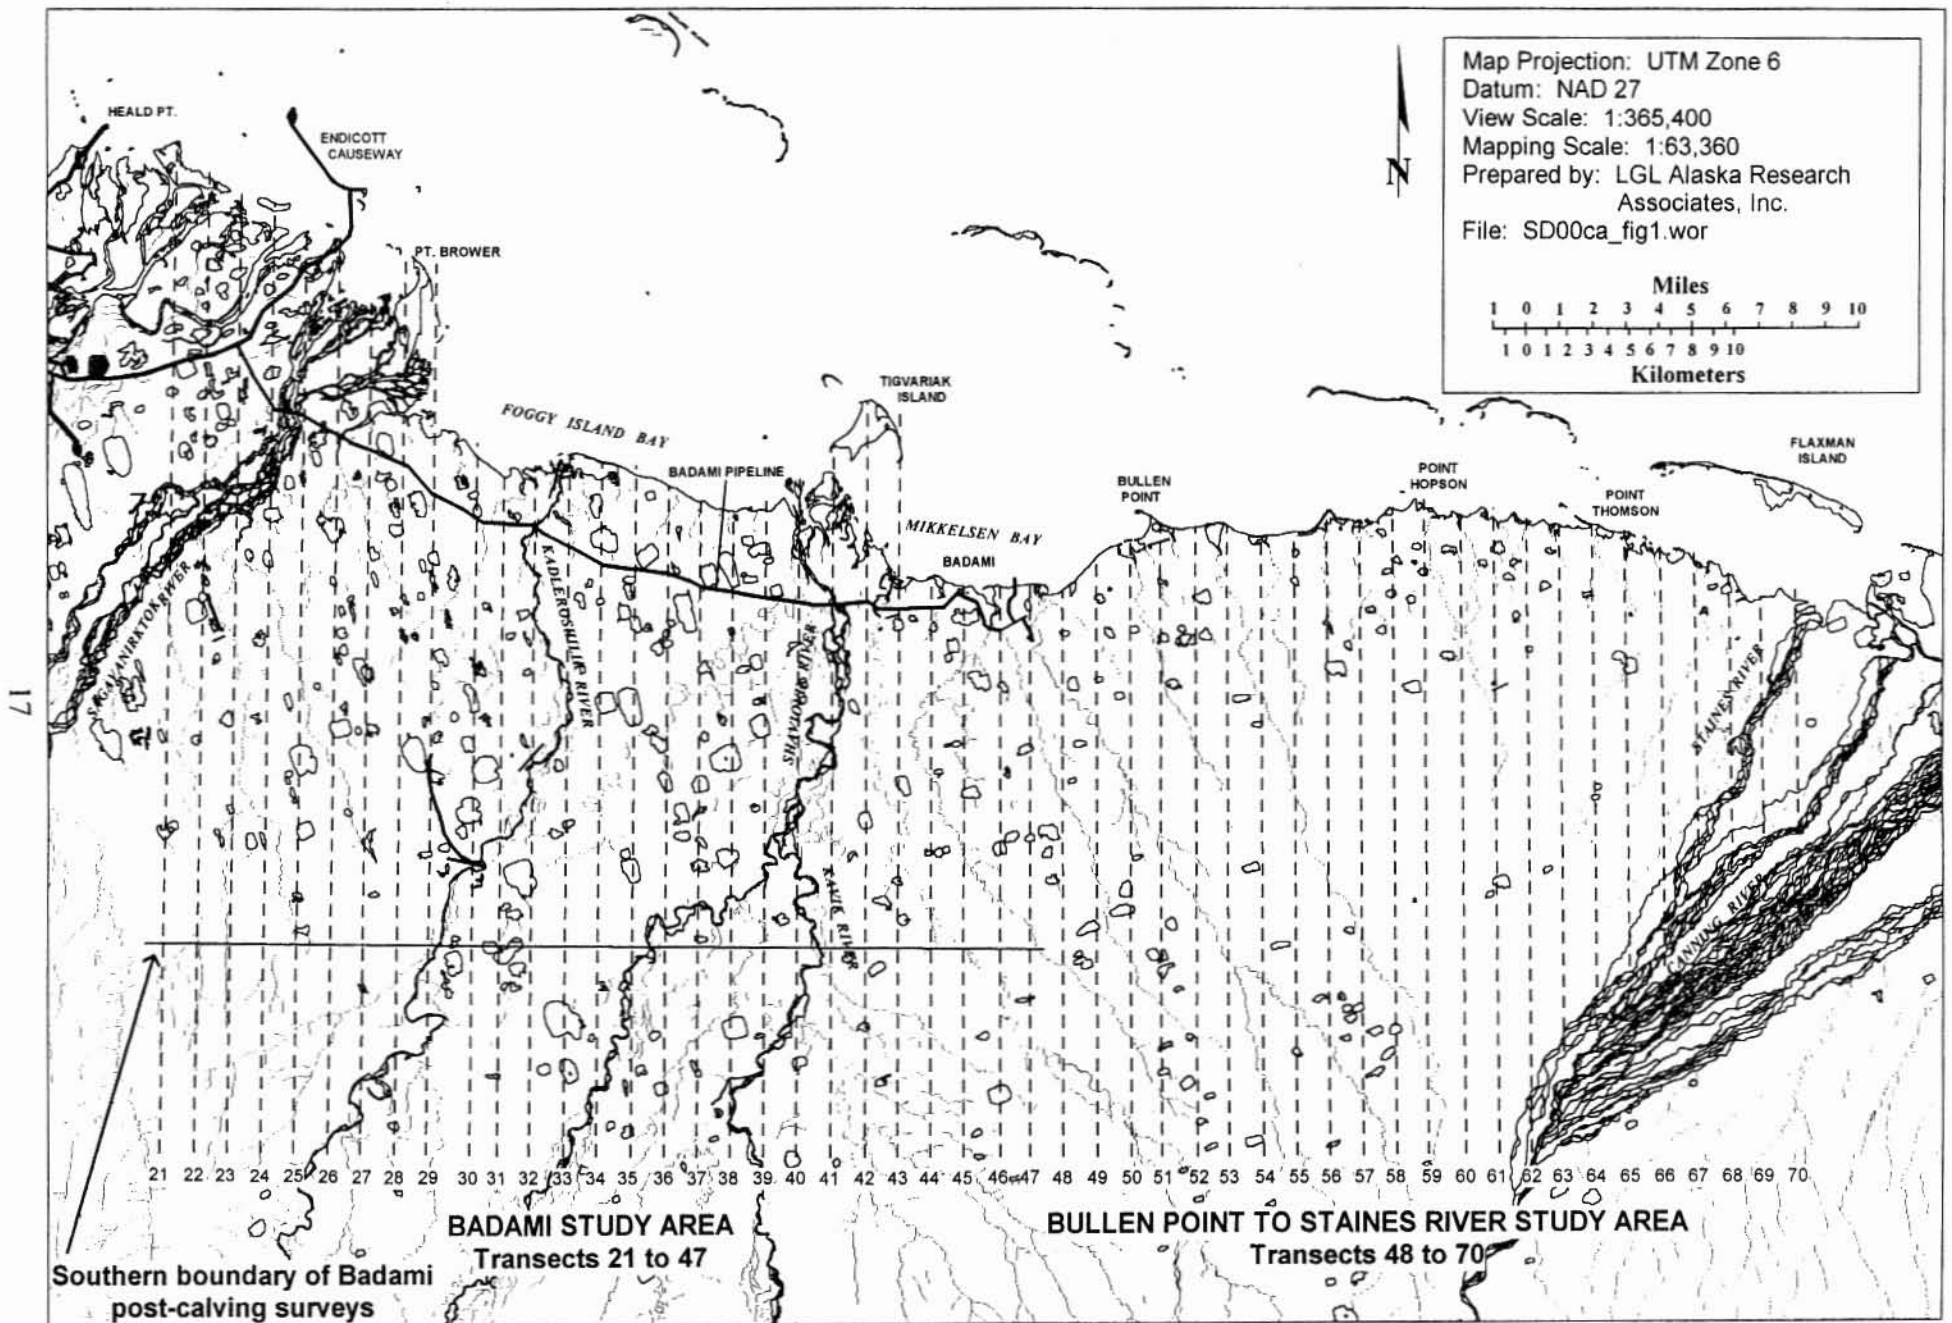 HEALD PT.
ENDICOTT
CAUSEWAY
PT. BROWER
Map Projection: UTM Zone 6
Datum: NAD 27
View Scale: 1:365,400
Mapping Scale: 1:63,360
Prepared by: LGL Alaska Research
Associates, Inc.
File: SD00ca_fig1.wor
Miles
1 0 1 2 3 4 5 6 7 8 9 10
1 0 1 2 3 4 5 6 7 8 9 10
Kilometers
N
FOGGY ISLAND BAY
TIGVARIAK
ISLAND
BADAMI PIPELINE
MIKKELSEN BAY
BADAMI
BULLEN
POINT
POINT
HOPSON
POINT
THOMSON
FLAXMAN
ISLAND
SAGAVANIRKTOK RIVER
KADLEROSHILIK RIVER
SHAVIOVIK RIVER
KAVIK RIVER
STAINES RIVER
CANNING RIVER
17
21 22 23 24 25 26 27 28 29 30 31 32 33 34 35 36 37 38 39 40 41 42 43 44 45 46 47 48 49 50 51 52 53 54 55 56 57 58 59 60 61 62 63 64 65 66 67 68 69 70
BADAMI STUDY AREA
Transects 21 to 47
BULLEN POINT TO STAINES RIVER STUDY AREA
Transects 48 to 70
Southern boundary of Badami
post-calving surveys